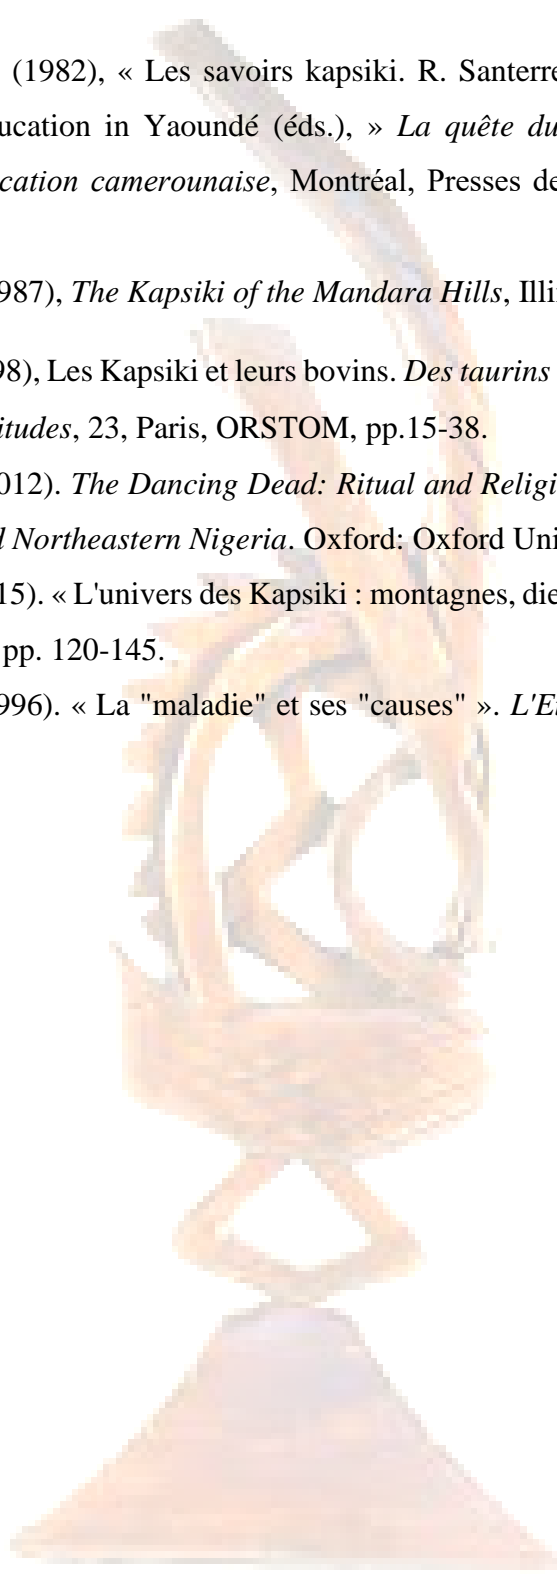 (1982), « Les savoirs kapsiki. R. Santerre
ucation in Yaoundé (éds.), » La quête du
cation camerounaise, Montréal, Presses de
987), The Kapsiki of the Mandara Hills, Illi
98), Les Kapsiki et leurs bovins. Des taurins
itudes, 23, Paris, ORSTOM, pp.15-38.
012). The Dancing Dead: Ritual and Religi
d Northeastern Nigeria. Oxford: Oxford Uni
15). « L'univers des Kapsiki : montagnes, die
pp. 120-145.
996). « La "maladie" et ses "causes" ». L'E